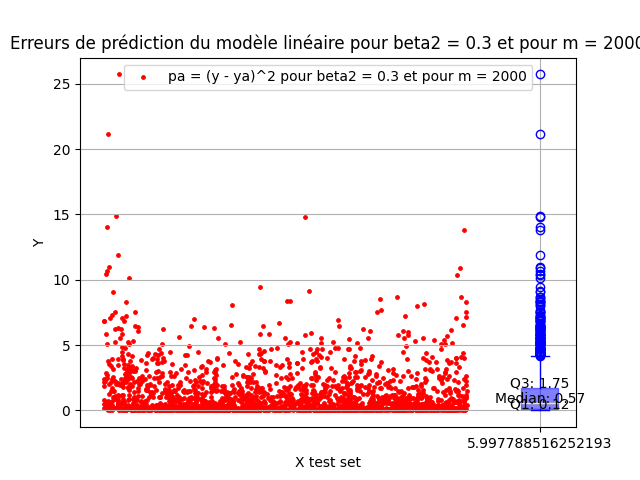 Erreurs de prédiction du modèle linéaire pour beta2 = 0.3 et pour m = 2000
pa = (y - ya)^2 pour beta2 = 0.3 et pour m = 2000
25
20
15
10
5
0
Y
Q3: 1.75
Median: 0.57
Q1: 0.12
5.997788516252193
X test set